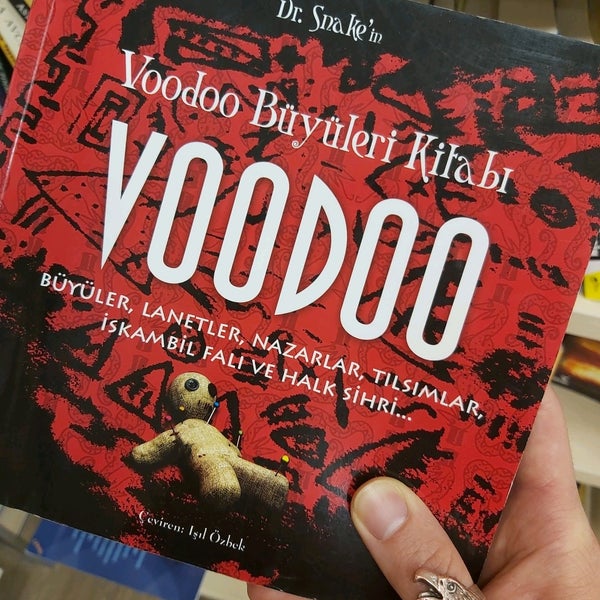 Dr. Snake'in
Voodoo Büyüleri Kitabı
VOODOO
BÜYÜLER, LANETLER, NAZARLAR, TILSIMLAR,
İSKAMBİL FALI VE HALK SİHRİ...
Çeviren: Işıl Özbek